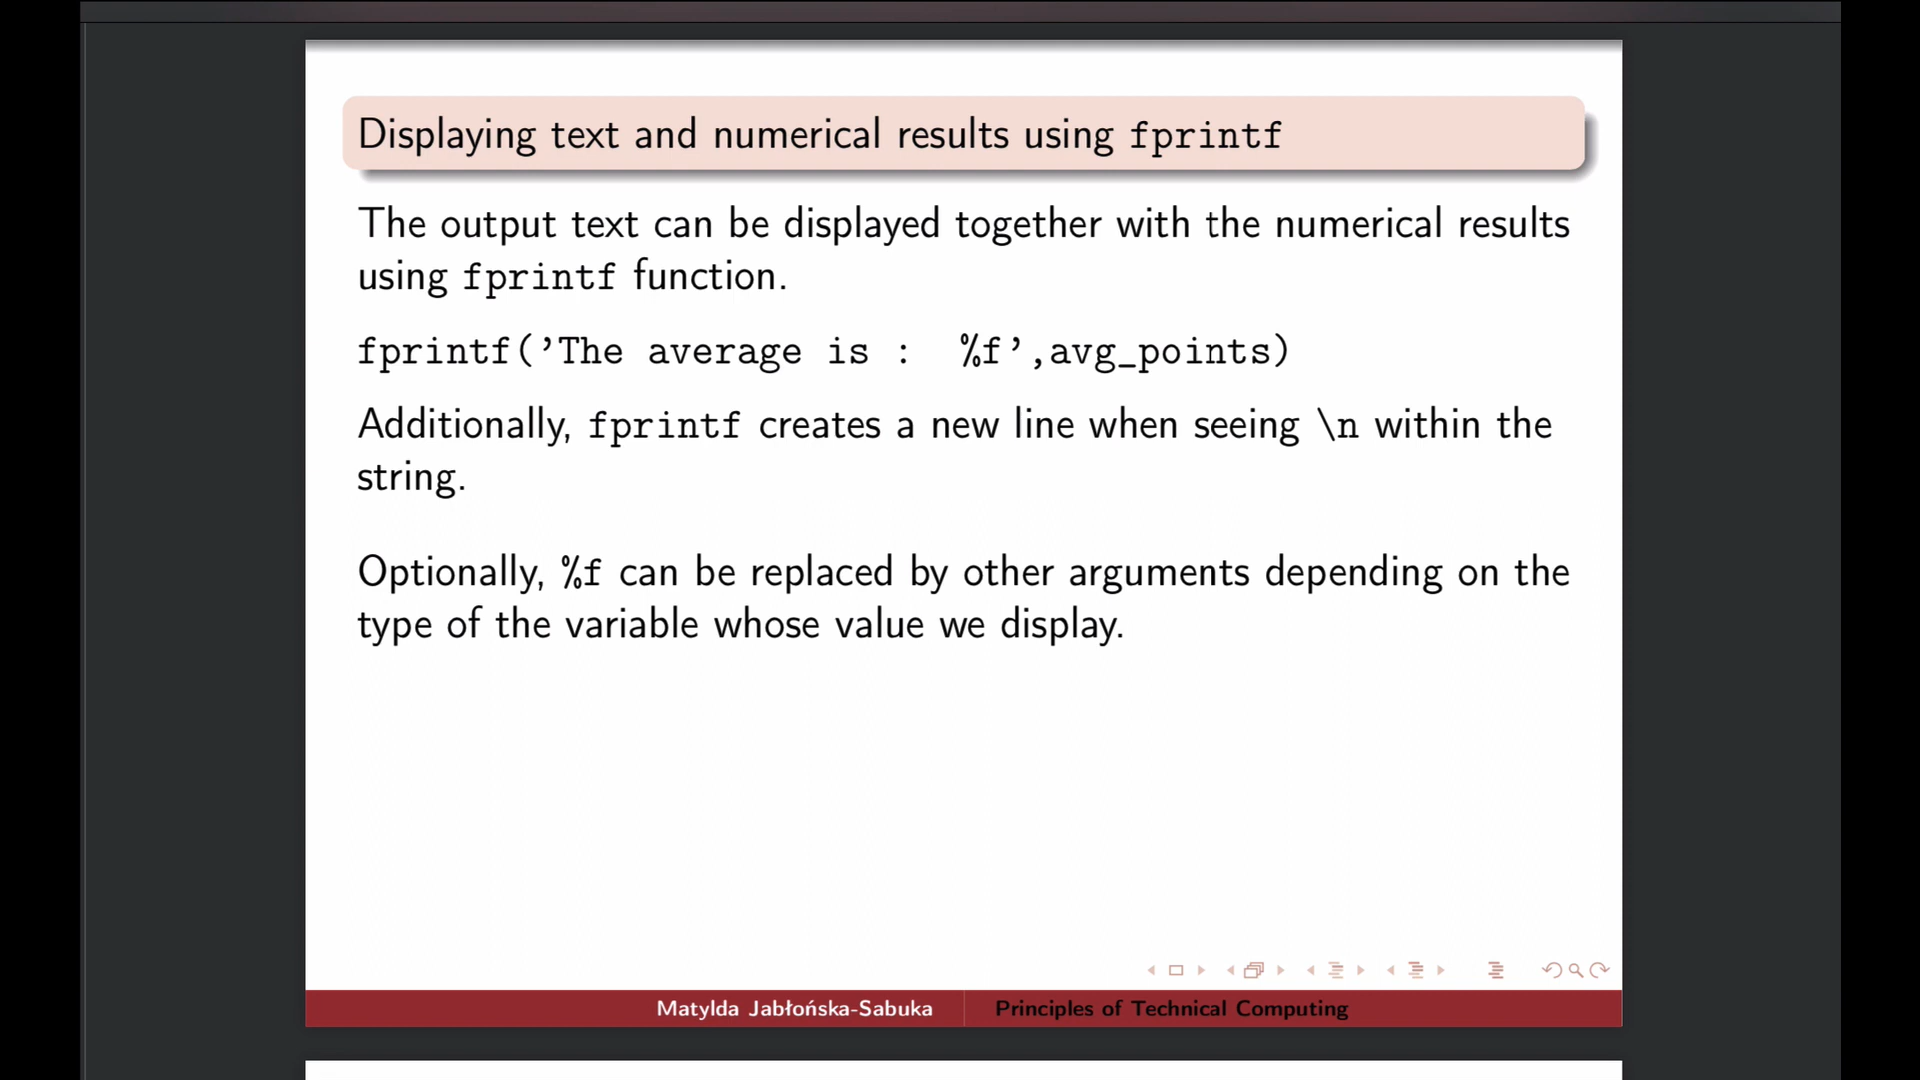 Displaying text and numerical results using fprintf
The output text can be displayed together with the numerical results
using fprintf function.
fprintf(’The average is :  %f’,avg_points)
Additionally, fprintf creates a new line when seeing \n within the
string.
Optionally, %f can be replaced by other arguments depending on the
type of the variable whose value we display.
Matylda Jabłońska-Sabuka Principles of Technical Computing